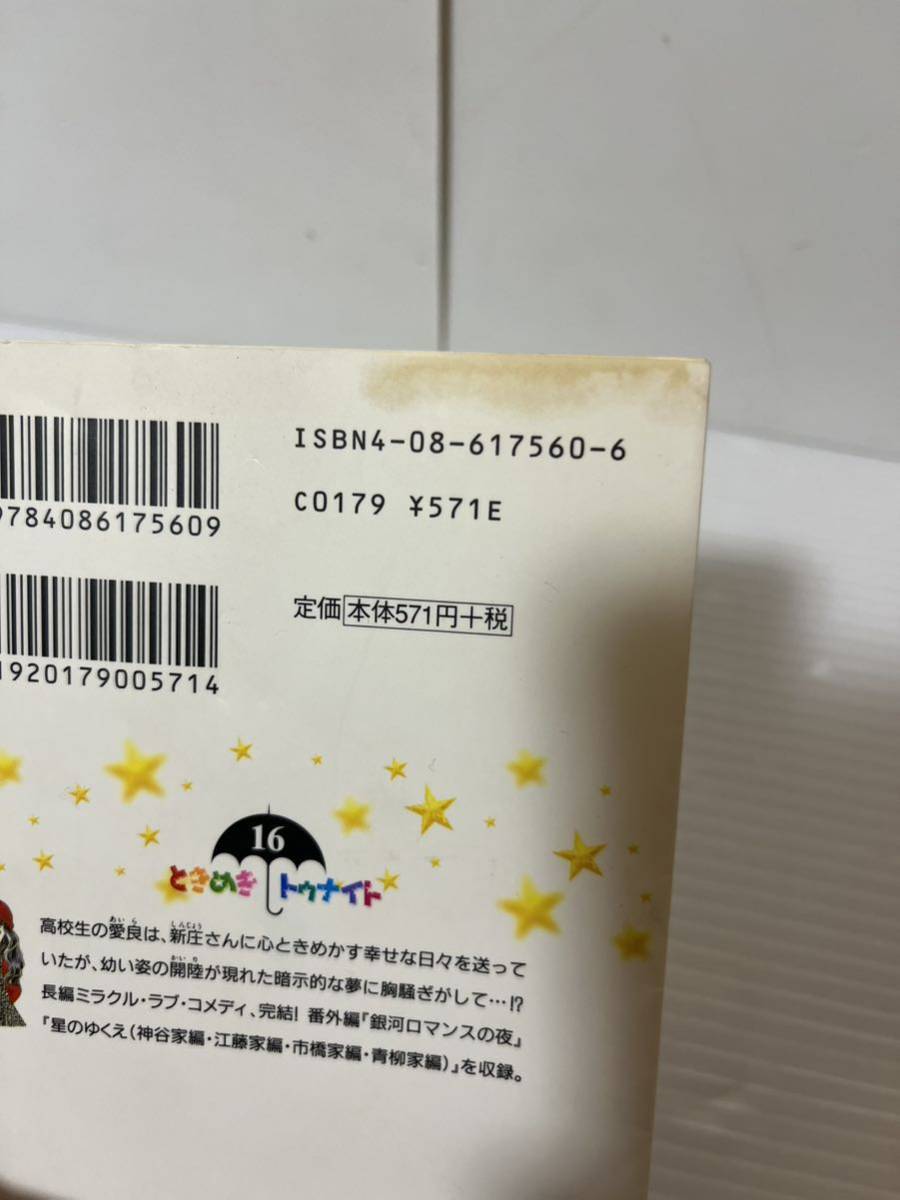 ISBN4-08-617560-6
9784086175609
C0179 ¥571E
定価 本体571円+税
1920179005714
16
ときめきトゥナイト
高校生の愛良は、新庄さんに心ときめかす幸せな日々を送って
いたが、幼い姿の開陸が現れた暗示的な夢に胸騒ぎがして…!?
長編ミラクル・ラブ・コメディ、完結! 番外編『銀河ロマンスの夜』
『星のゆくえ(神谷家編・江藤家編・市橋家編・青柳家編)』を収録。